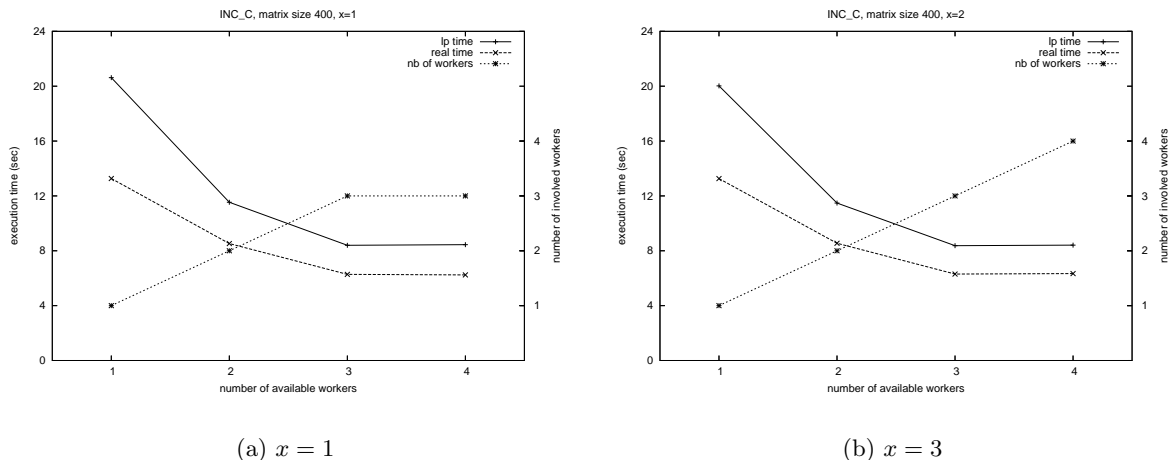 INC_C, matrix size 400, x=1
24
20
16
12
8
4
0
execution time (sec)
lp time
real time
nb of workers
4
3
2
1
number of involved workers
1 2 3 4
number of available workers
(a) x = 1
INC_C, matrix size 400, x=2
24
20
16
12
8
4
0
execution time (sec)
lp time
real time
nb of workers
4
3
2
1
number of involved workers
1 2 3 4
number of available workers
(b) x = 3